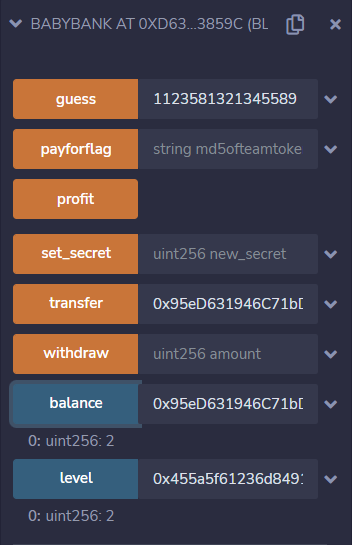 BABYBANK AT 0XD63...3859C (BL
guess 1123581321345589
payforflag string md5ofteamtoke
profit
set_secret uint256 new_secret
transfer 0x95eD631946C71bD
withdraw uint256 amount
balance 0x95eD631946C71bD
0: uint256: 2
level 0x455a5f61236d8491
0: uint256: 2